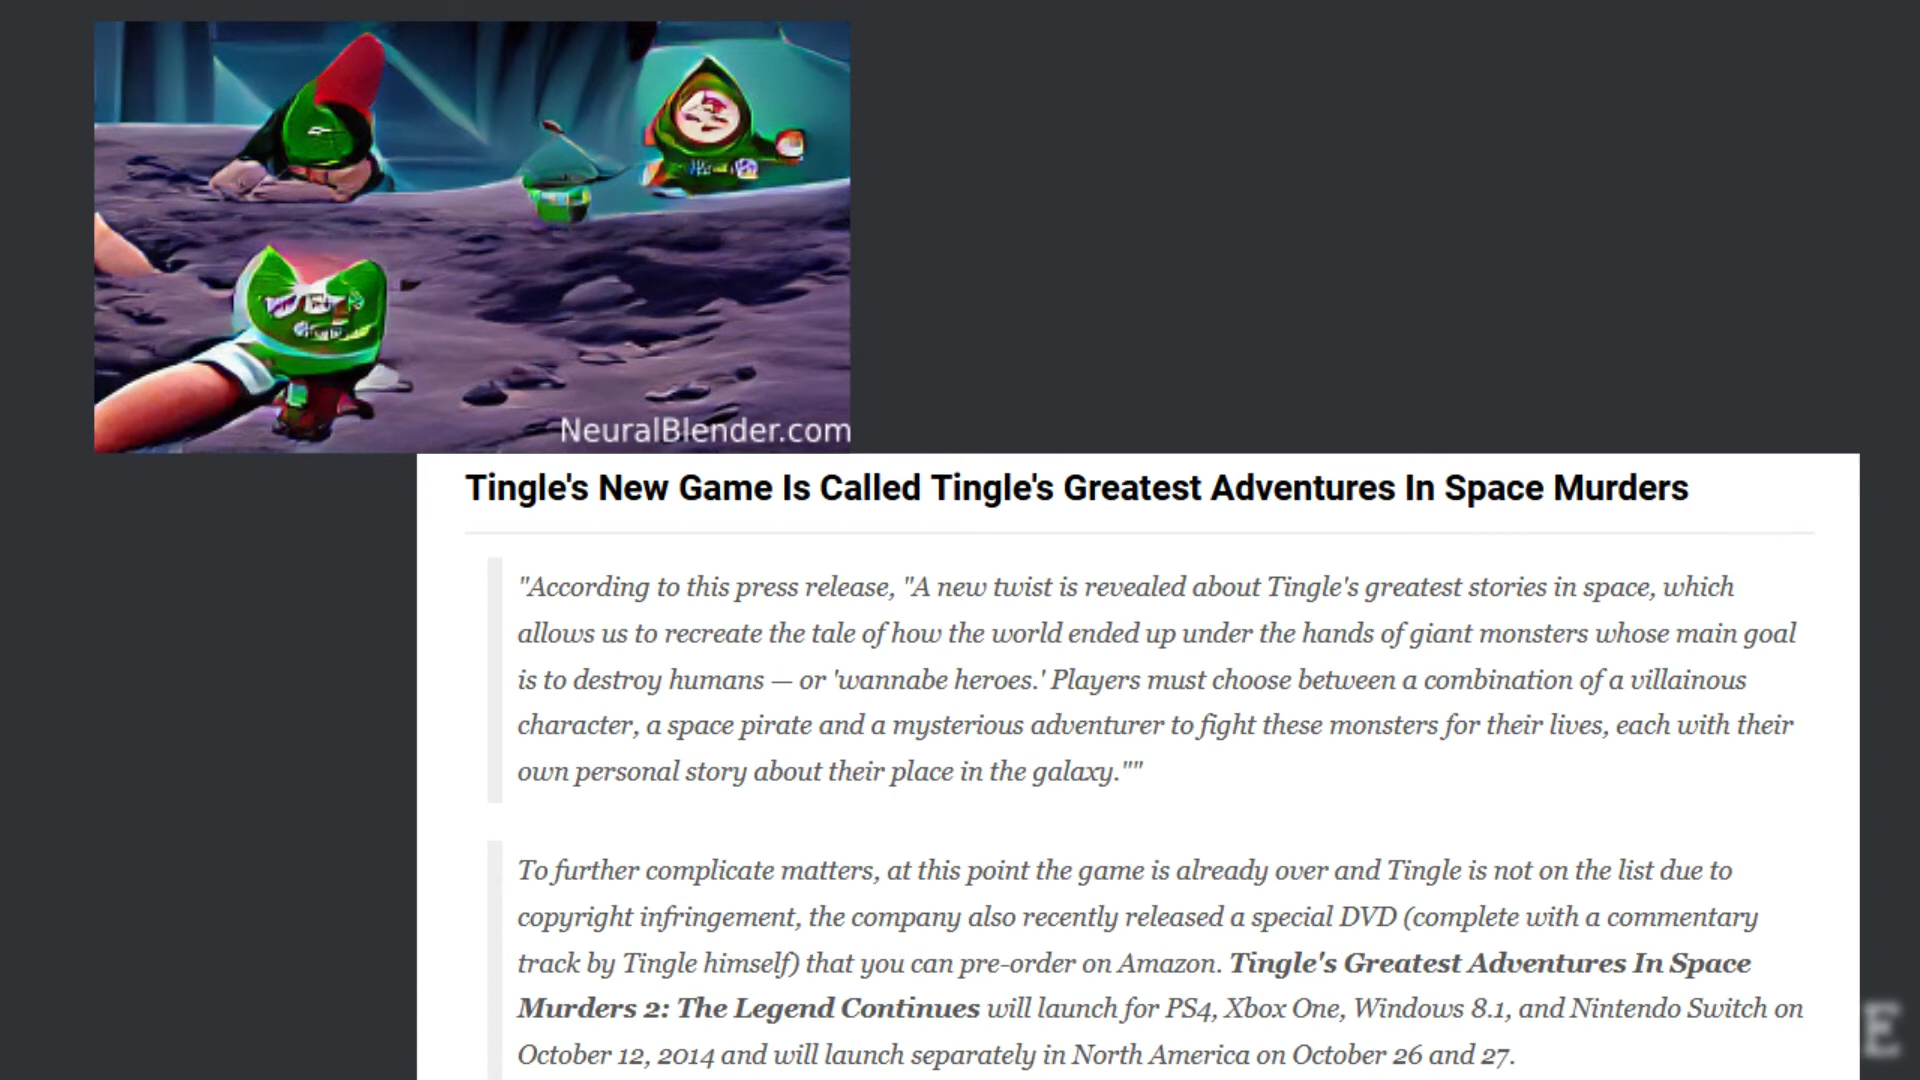 NeuralBlender.com
Tingle's New Game Is Called Tingle's Greatest Adventures In Space Murders
"According to this press release, "A new twist is revealed about Tingle's greatest stories in space, which
allows us to recreate the tale of how the world ended up under the hands of giant monsters whose main goal
is to destroy humans — or 'wannabe heroes.' Players must choose between a combination of a villainous
character, a space pirate and a mysterious adventurer to fight these monsters for their lives, each with their
own personal story about their place in the galaxy.""
To further complicate matters, at this point the game is already over and Tingle is not on the list due to
copyright infringement, the company also recently released a special DVD (complete with a commentary
track by Tingle himself) that you can pre-order on Amazon. Tingle's Greatest Adventures In Space
Murders 2: The Legend Continues will launch for PS4, Xbox One, Windows 8.1, and Nintendo Switch on
October 12, 2014 and will launch separately in North America on October 26 and 27.
E